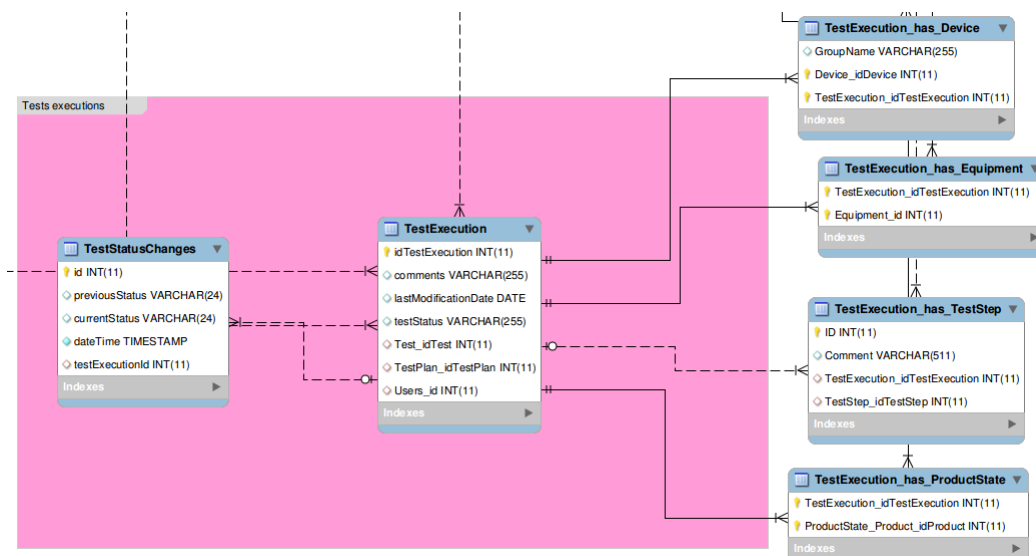 Tests executions
TestStatusChanges
id INT(11)
previousStatus VARCHAR(24)
currentStatus VARCHAR(24)
dateTime TIMESTAMP
testExecutionId INT(11)
Indexes
TestExecution
idTestExecution INT(11)
comments VARCHAR(255)
lastModificationDate DATE
testStatus VARCHAR(255)
Test_idTest INT(11)
TestPlan_idTestPlan INT(11)
Users_id INT(11)
Indexes
TestExecution_has_Device
GroupName VARCHAR(255)
Device_idDevice INT(11)
TestExecution_idTestExecution INT(11)
Indexes
TestExecution_has_Equipment
TestExecution_idTestExecution INT(11)
Equipment_id INT(11)
Indexes
TestExecution_has_TestStep
ID INT(11)
Comment VARCHAR(511)
TestExecution_idTestExecution INT(11)
TestStep_idTestStep INT(11)
Indexes
TestExecution_has_ProductState
TestExecution_idTestExecution INT(11)
ProductState_Product_idProduct INT(11)
Indexes